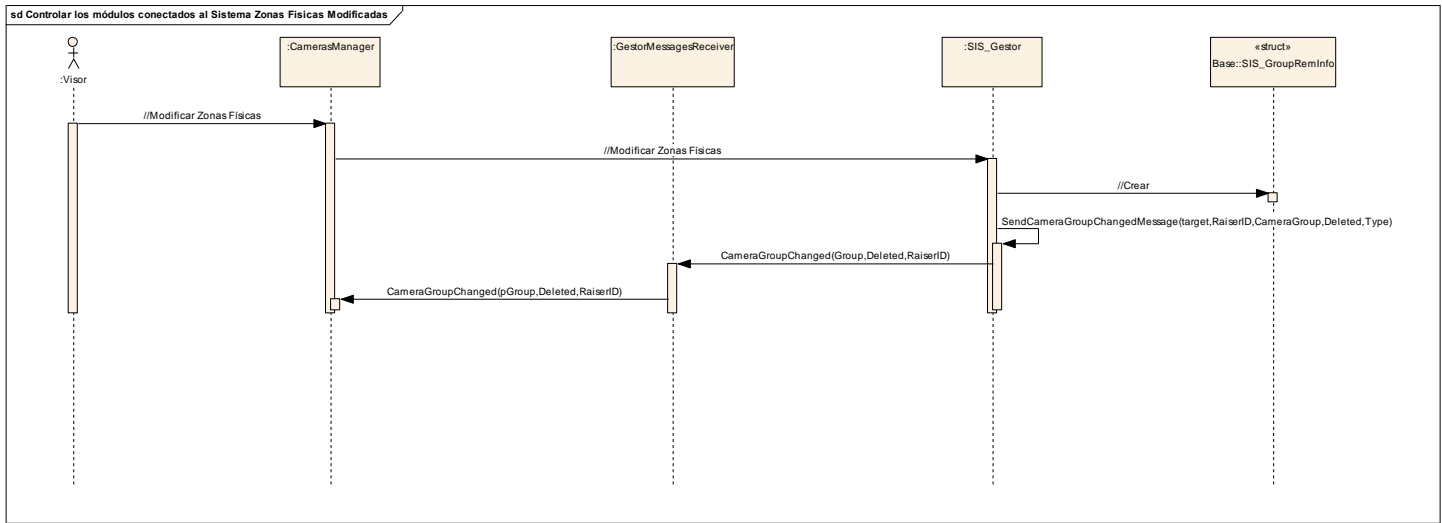 sd Controlar los módulos conectados al Sistema Zonas Fisicas Modificadas
:Visor
:CamerasManager
:GestorMessagesReceiver
:SIS_Gestor
«struct»
Base::SIS_GroupRemInfo
//Modificar Zonas Físicas
//Modificar Zonas Físicas
//Crear
SendCameraGroupChangedMessage(target,RaiserID,CameraGroup,Deleted,Type)
CameraGroupChanged(Group,Deleted,RaiserID)
CameraGroupChanged(pGroup,Deleted,RaiserID)